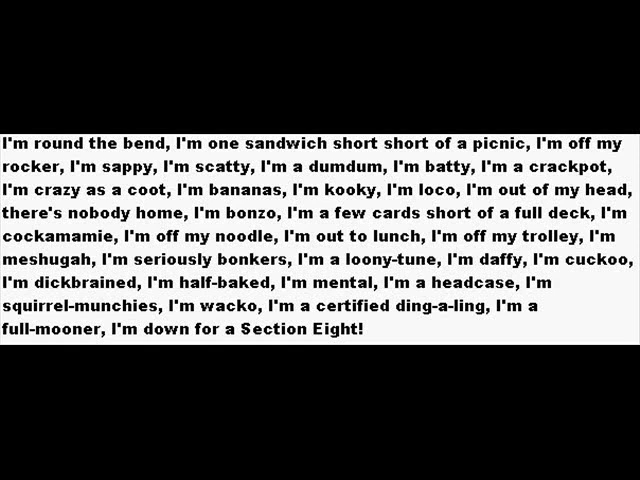 I'm round the bend, I'm one sandwich short short of a picnic, I'm off my
rocker, I'm sappy, I'm scatty, I'm a dumdum, I'm batty, I'm a crackpot,
I'm crazy as a coot, I'm bananas, I'm kooky, I'm loco, I'm out of my head,
there's nobody home, I'm bonzo, I'm a few cards short of a full deck, I'm
cockamamie, I'm off my noodle, I'm out to lunch, I'm off my trolley, I'm
meshugah, I'm seriously bonkers, I'm a loony-tune, I'm daffy, I'm cuckoo,
I'm dickbrained, I'm half-baked, I'm mental, I'm a headcase, I'm
squirrel-munchies, I'm wacko, I'm a certified ding-a-ling, I'm a
full-mooner, I'm down for a Section Eight!